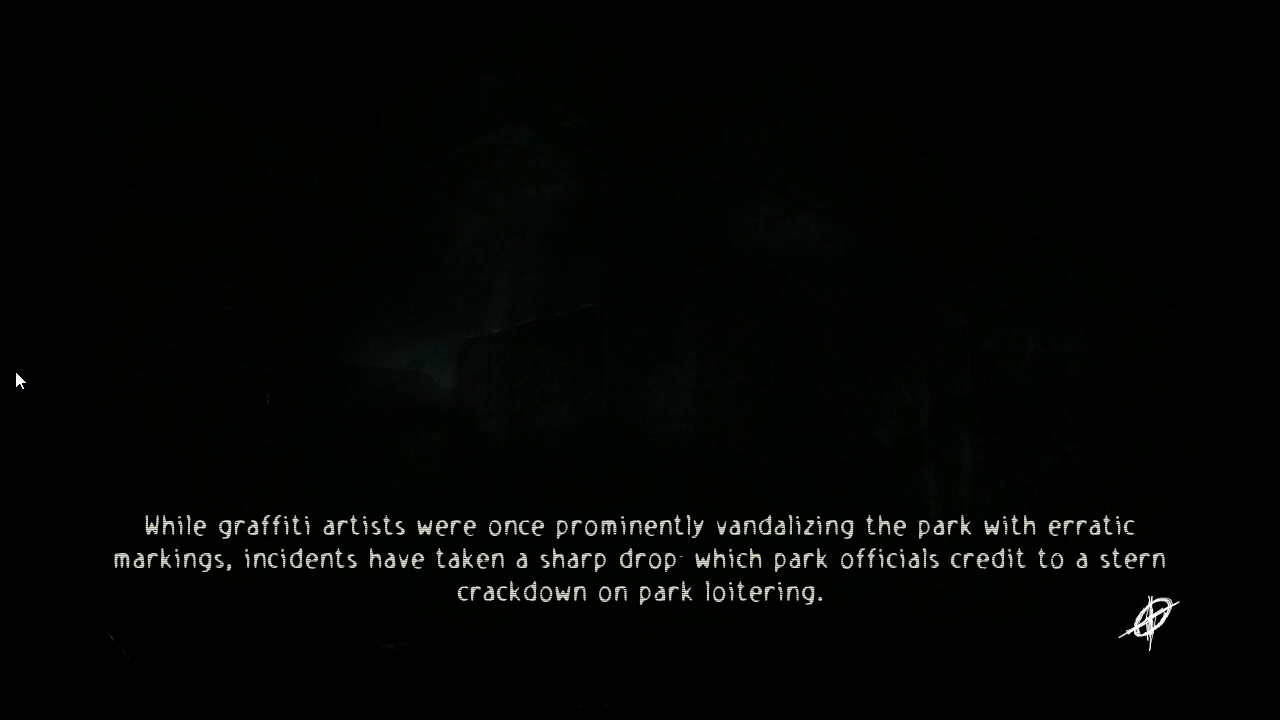 While graffiti artists were once prominently vandalizing the park with erratic
markings, incidents have taken a sharp drop- which park officials credit to a stern
crackdown on park loitering.